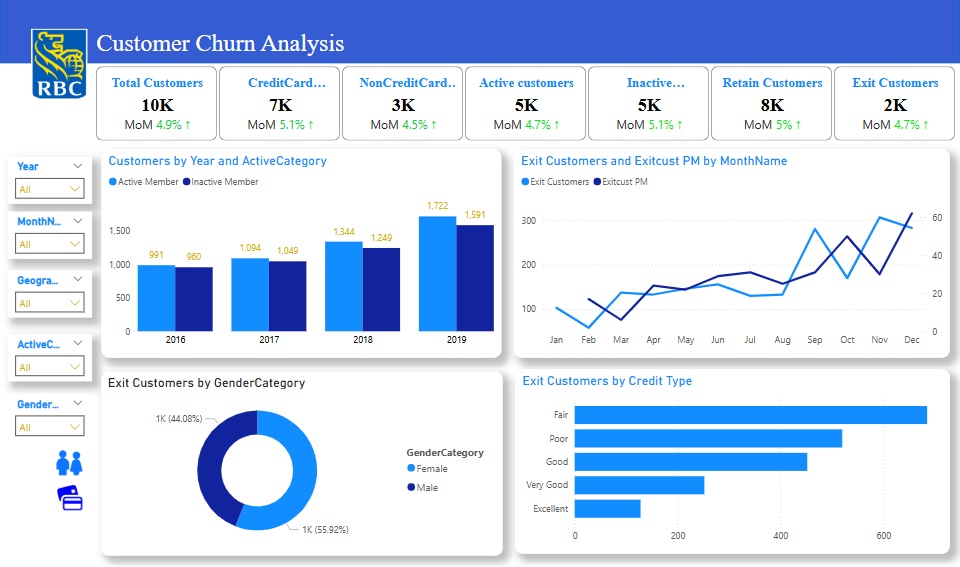 Customer Churn Analysis
RBC
Total Customers
10K
MoM 4.9% ↑
CreditCard...
7K
MoM 5.1% ↑
NonCreditCard..
3K
MoM 4.5% ↑
Active customers
5K
MoM 4.7% ↑
Inactive...
5K
MoM 5.1% ↑
Retain Customers
8K
MoM 5% ↑
Exit Customers
2K
MoM 4.7% ↑
Year
All
MonthN...
All
Geogra...
All
ActiveC...
All
Gender...
All
Customers by Year and ActiveCategory
Active Member Inactive Member
1,500
1,000
500
0
991 960
1,094 1,049
1,344 1,249
1,722 1,591
2016 2017 2018 2019
Exit Customers and Exitcust PM by MonthName
Exit Customers Exitcust PM
300
200
100
60
40
20
0
Jan Feb Mar Apr May Jun Jul Aug Sep Oct Nov Dec
Exit Customers by GenderCategory
1K (44.08%)
1K (55.92%)
GenderCategory
Female
Male
Exit Customers by Credit Type
Fair
Poor
Good
Very Good
Excellent
0 200 400 600